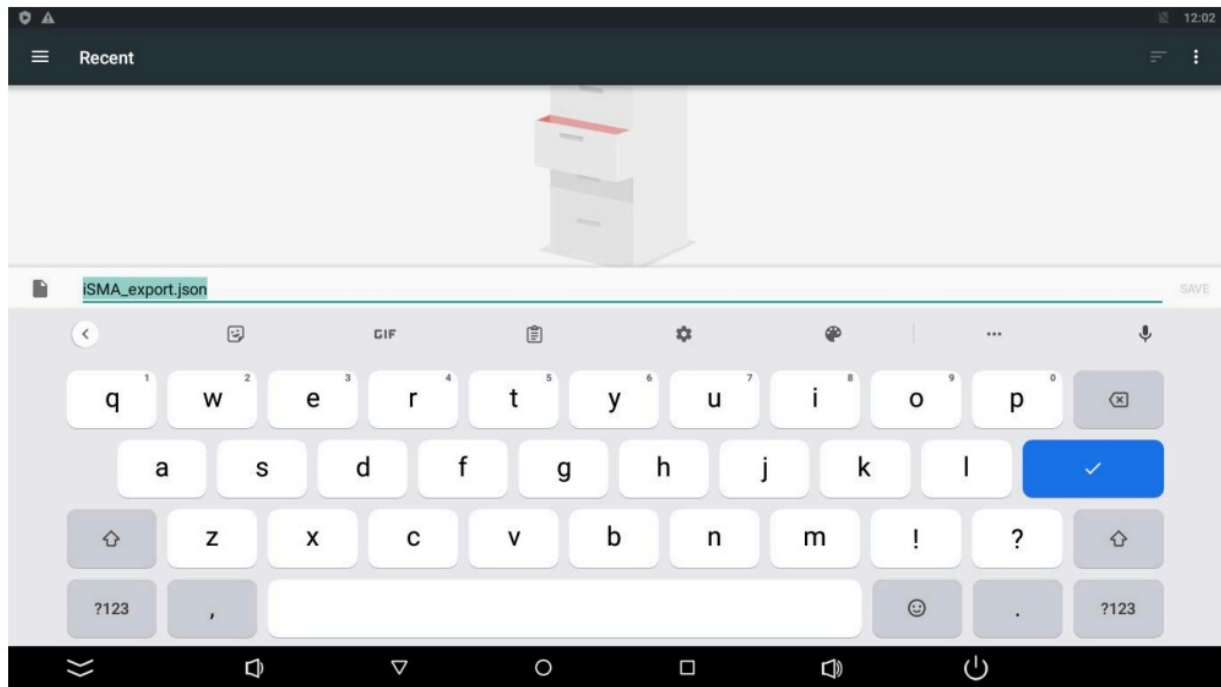 12:02
Recent
iSMA_export.json SAVE
GIF
q 1 w 2 e 3 r 4 t 5 y 6 u 7 i 8 o 9 p 0
a s d f g h j k l
z x c v b n m ! ?
?123 , . ?123